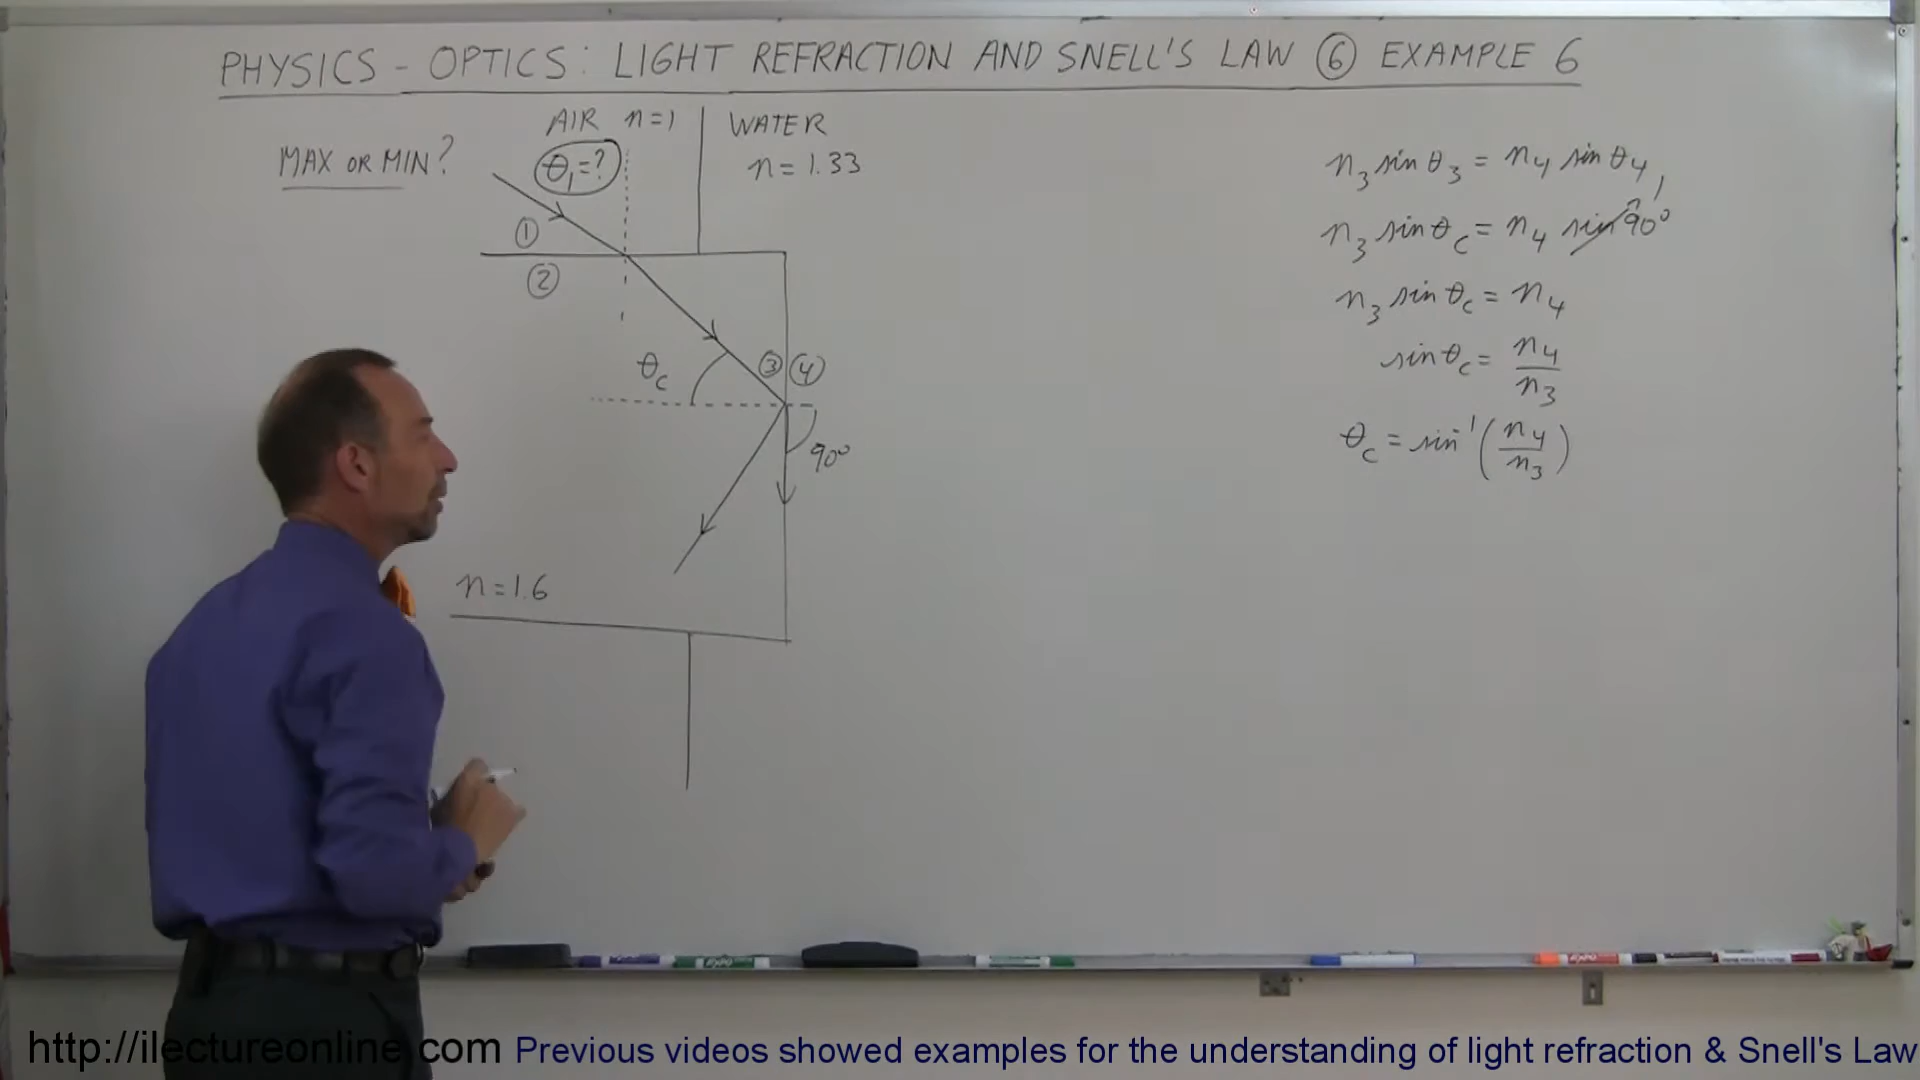 PHYSICS - OPTICS: LIGHT REFRACTION AND SNELL'S LAW ⑥ EXAMPLE 6
MAX OR MIN?
AIR n=1
θ₁=?
WATER
n=1.33
①
②
θc
③
④
90°
n=1.6
n₃ sin θ₃ = n₄ sin θ₄
n₃ sin θc = n₄ sin 90° 1
n₃ sin θc = n₄
sin θc = n₄/n₃
θc = sin⁻¹(n₄/n₃)
http://ilectureonline.com Previous videos showed examples for the understanding of light refraction & Snell's Law